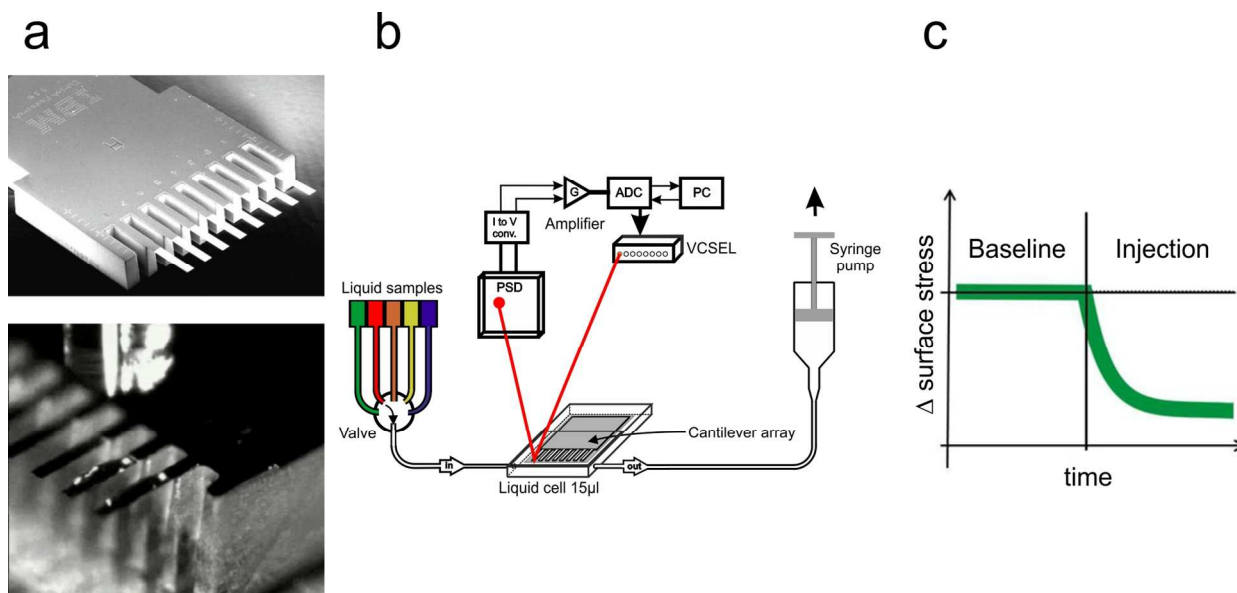 a
b
c
IBM
I to V
conv.
G
Amplifier
ADC
PC
VCSEL
PSD
Liquid samples
Valve
in
Liquid cell 15µl
out
Cantilever array
Syringe
pump
Baseline
Injection
Δ surface stress
time